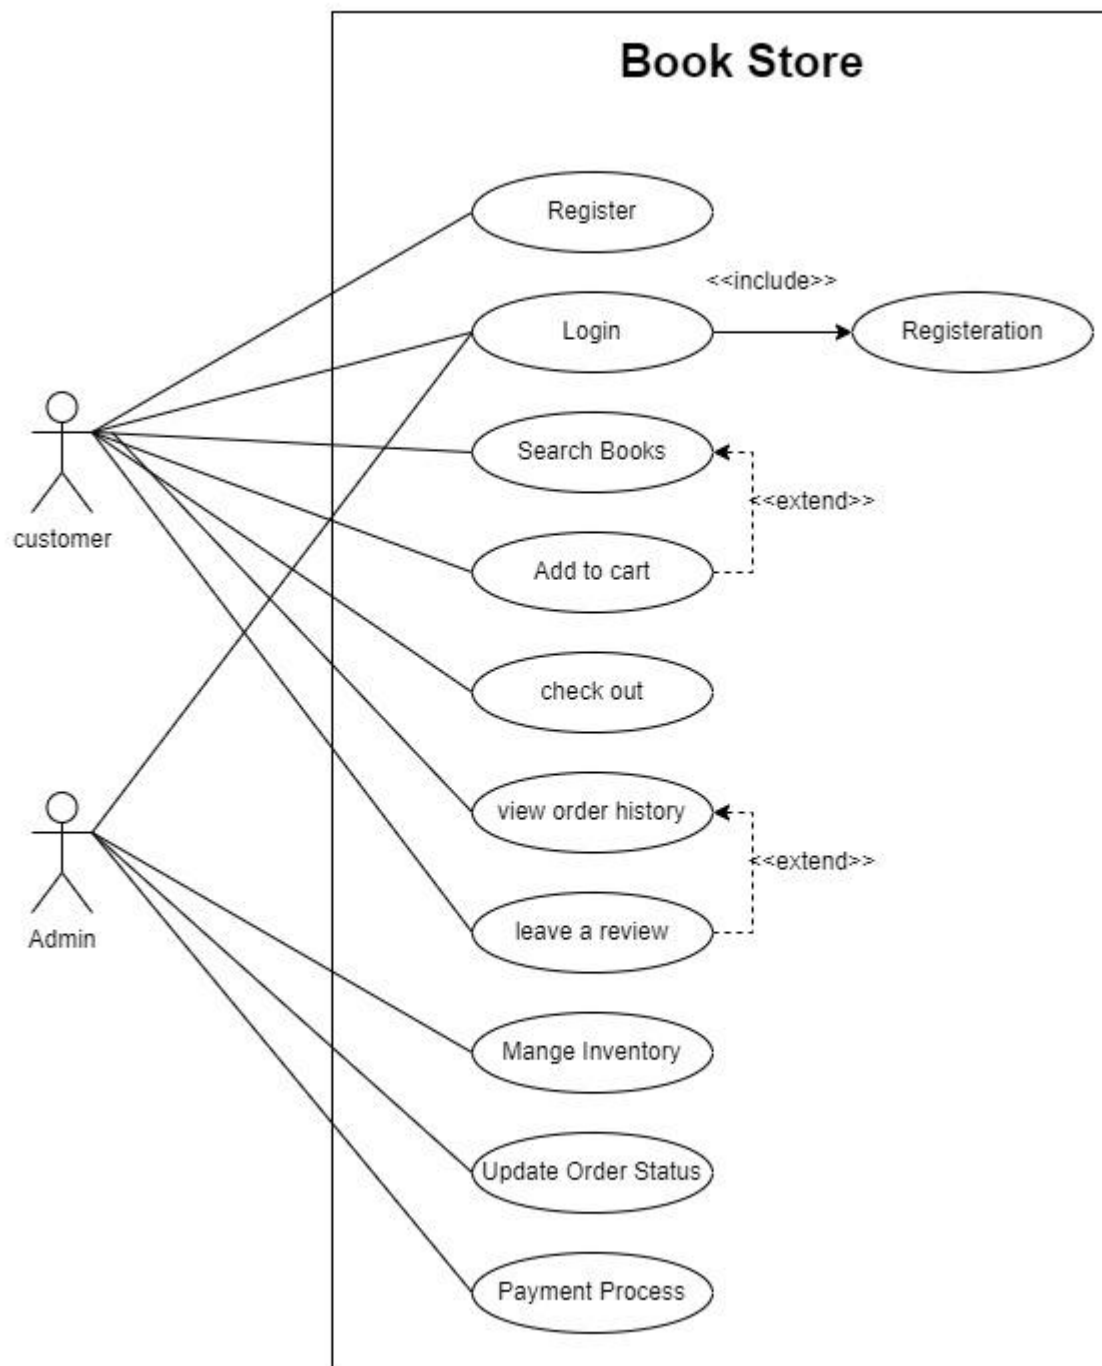 Book Store
Register
<<include>>
Login
Registeration
Search Books
<<extend>>
customer
Add to cart
check out
view order history
<<extend>>
leave a review
Admin
Mange Inventory
Update Order Status
Payment Process